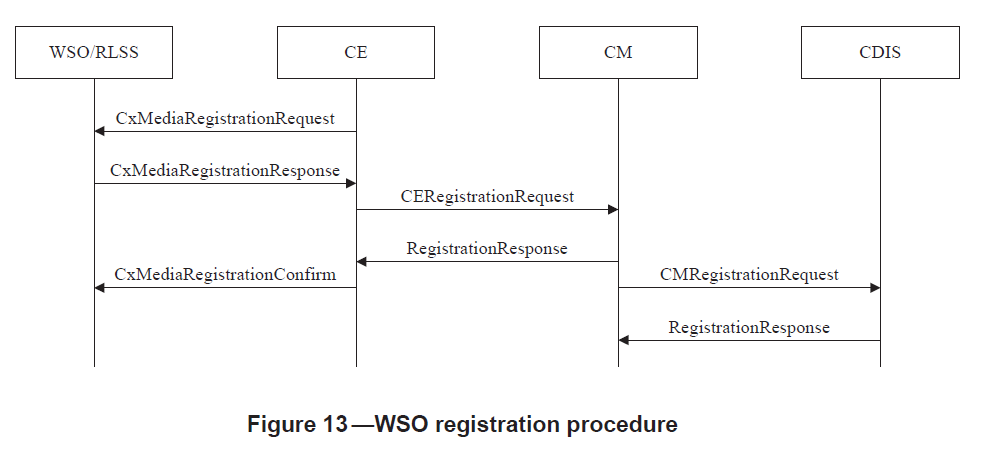 WSO/RLSS
CE
CM
CDIS
CxMediaRegistrationRequest
CxMediaRegistrationResponse
CERegistrationRequest
RegistrationResponse
CxMediaRegistrationConfirm
CMRegistrationRequest
RegistrationResponse
Figure 13—WSO registration procedure